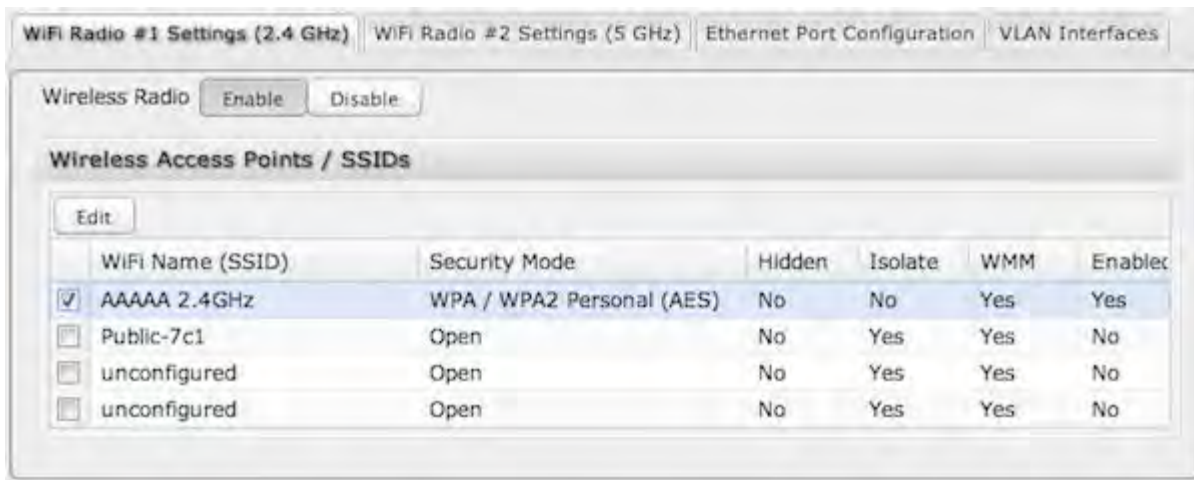 WiFi Radio #1 Settings (2.4 GHz) WiFi Radio #2 Settings (5 GHz) Ethernet Port Configuration VLAN Interfaces
Wireless Radio Enable Disable
Wireless Access Points / SSIDs
Edit
WiFi Name (SSID) Security Mode Hidden Isolate WMM Enabled
AAAAA 2.4GHz WPA / WPA2 Personal (AES) No No Yes Yes
Public-7c1 Open No Yes Yes No
unconfigured Open No Yes Yes No
unconfigured Open No Yes Yes No